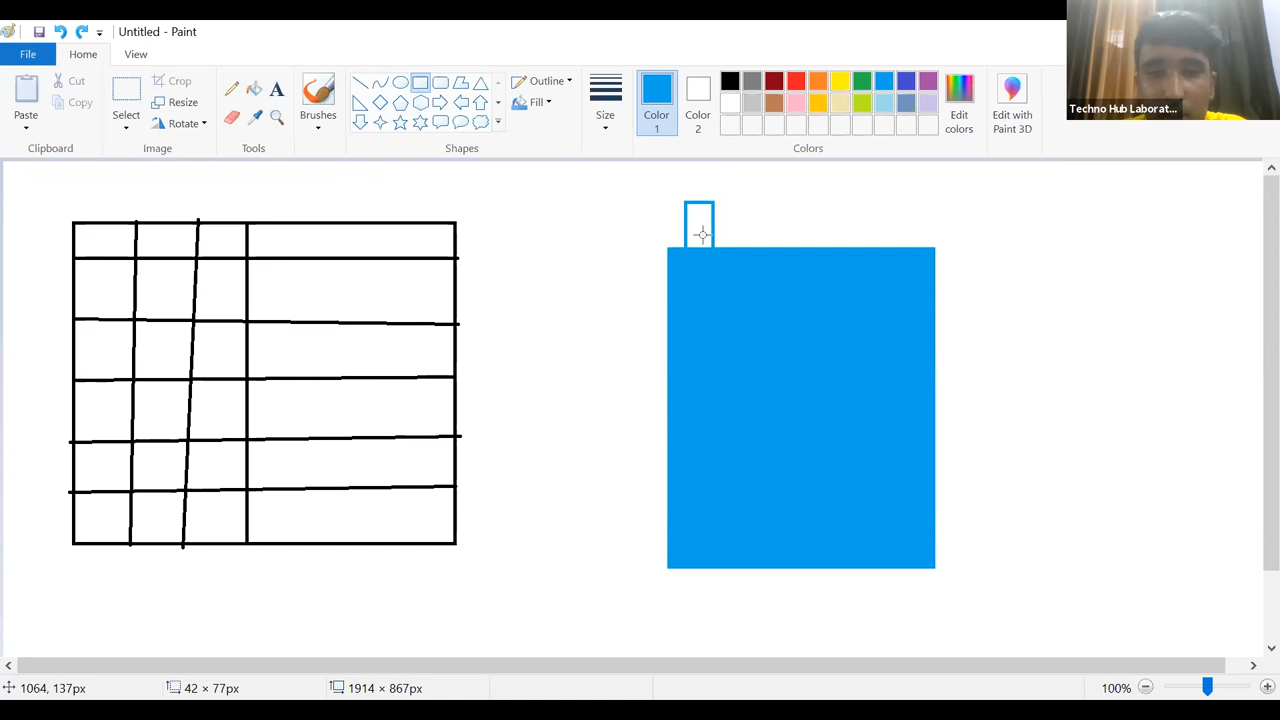 Untitled - Paint
File Home View
Paste
Cut
Copy
Clipboard
Select
Crop
Resize
Rotate
Image
Tools
Brushes
Shapes
Outline
Fill
Size
Color 1
Color 2
Colors
Edit colors
Edit with Paint 3D
Techno Hub Laborat...
1064, 137px
42 × 77px
1914 × 867px
100%